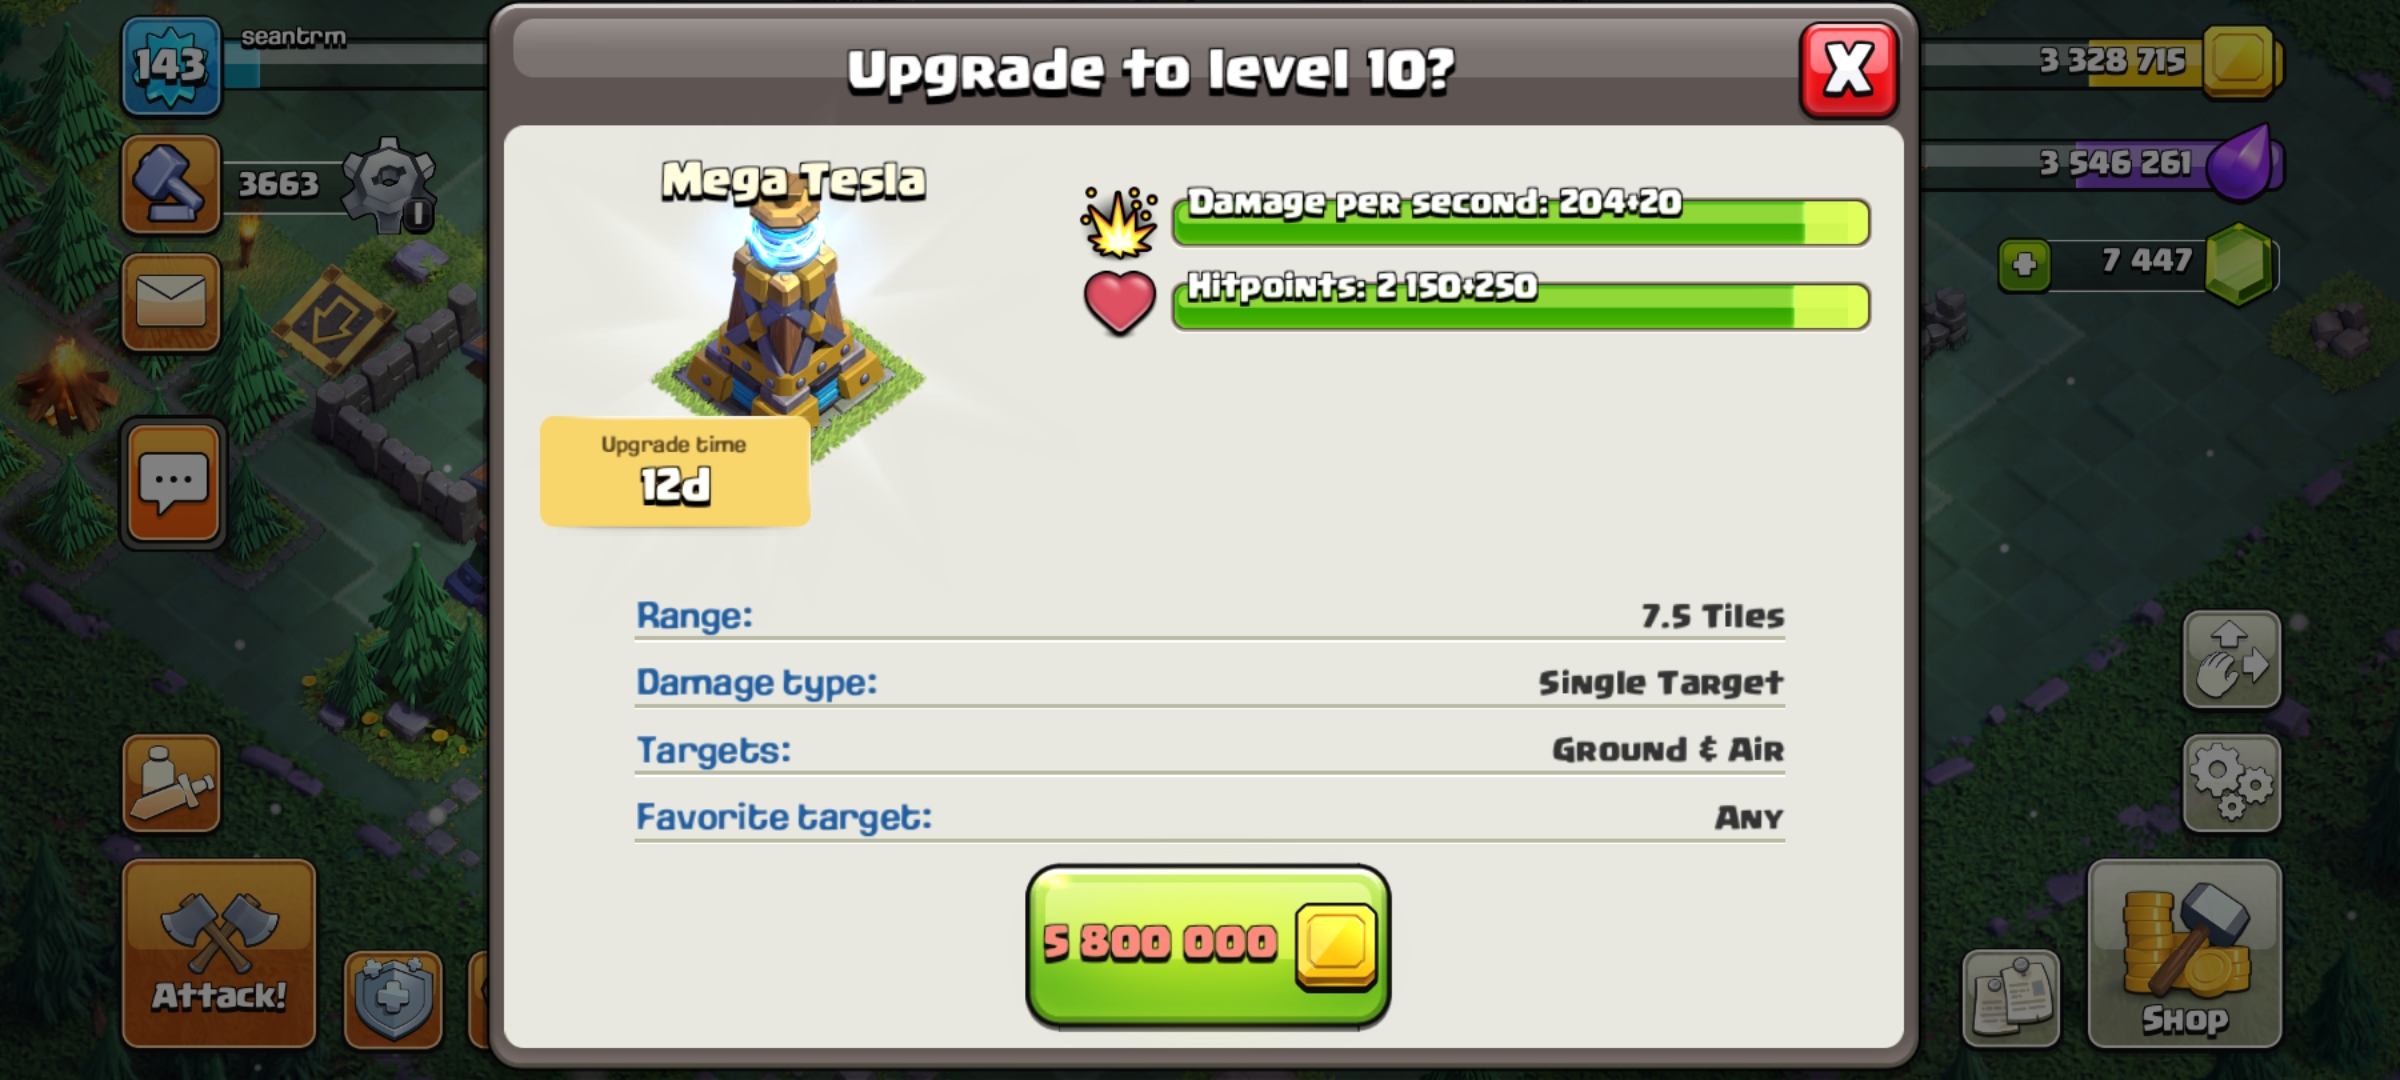 143
seantrm
3663
Upgrade to level 10?
X
3 328 715
3 546 261
7 447
Mega Tesla
Damage per second: 204+20
Hitpoints: 2 150+250
Upgrade time
12d
Range: 7.5 Tiles
Damage type: Single Target
Targets: Ground & Air
Favorite target: Any
5 800 000
Attack!
Shop